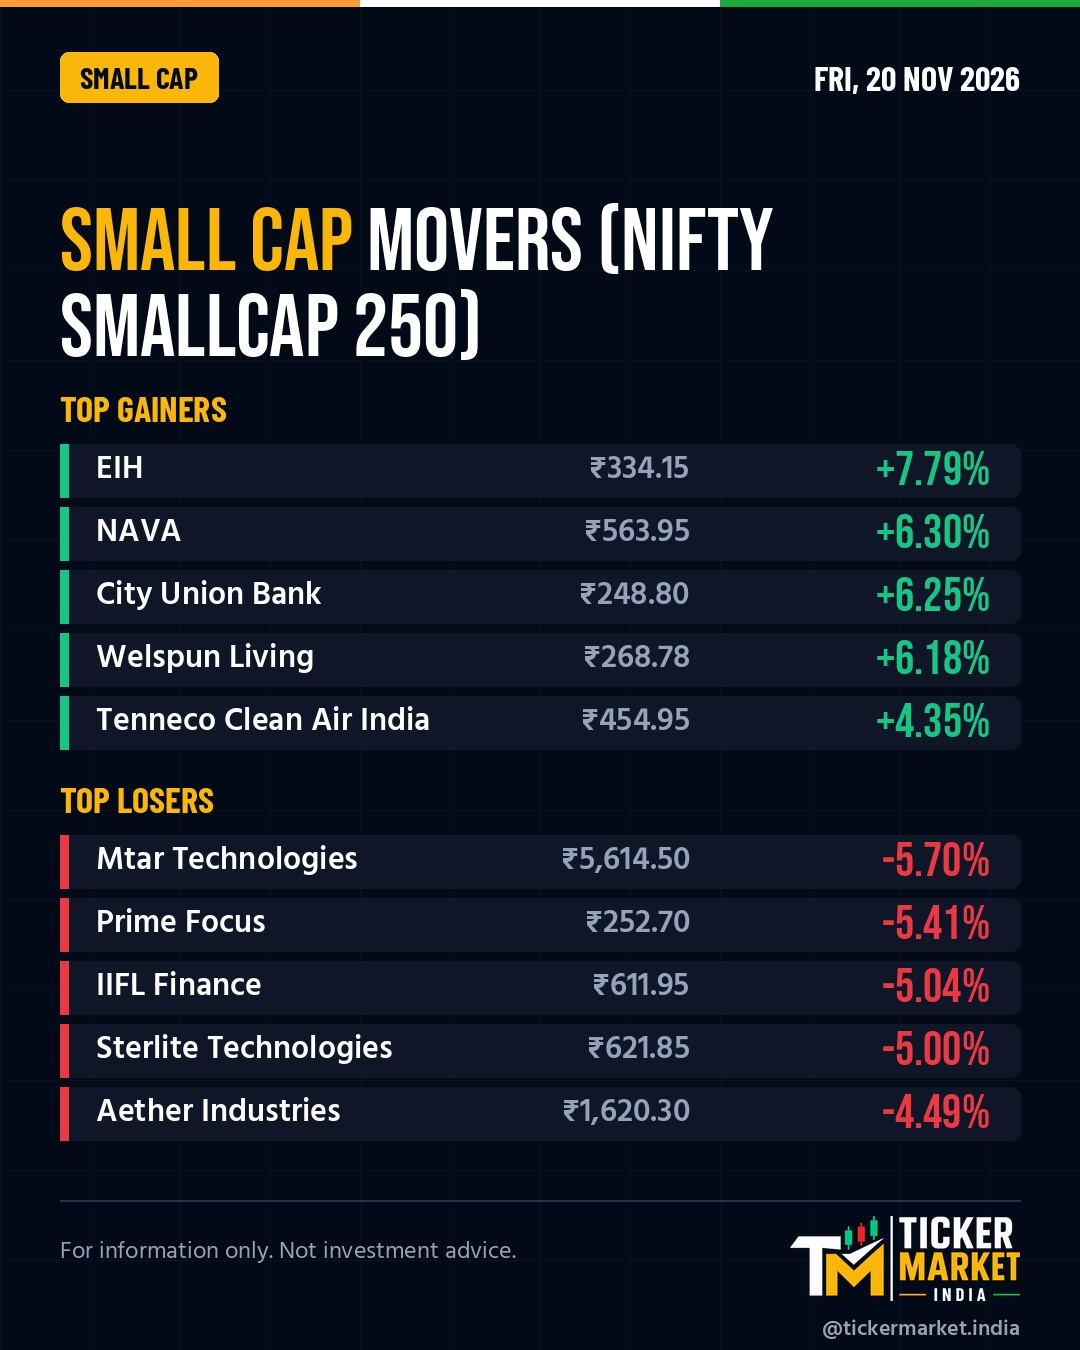 SMALL CAP
FRI, 20 NOV 2026
SMALL CAP MOVERS (NIFTY
SMALLCAP 250)
TOP GAINERS
EIH ₹334.15 +7.79%
NAVA ₹563.95 +6.30%
City Union Bank ₹248.80 +6.25%
Welspun Living ₹268.78 +6.18%
Tenneco Clean Air India ₹454.95 +4.35%
TOP LOSERS
Mtar Technologies ₹5,614.50 -5.70%
Prime Focus ₹252.70 -5.41%
IIFL Finance ₹611.95 -5.04%
Sterlite Technologies ₹621.85 -5.00%
Aether Industries ₹1,620.30 -4.49%
For information only. Not investment advice.
TM
TICKER
MARKET
INDIA
@tickermarket.india